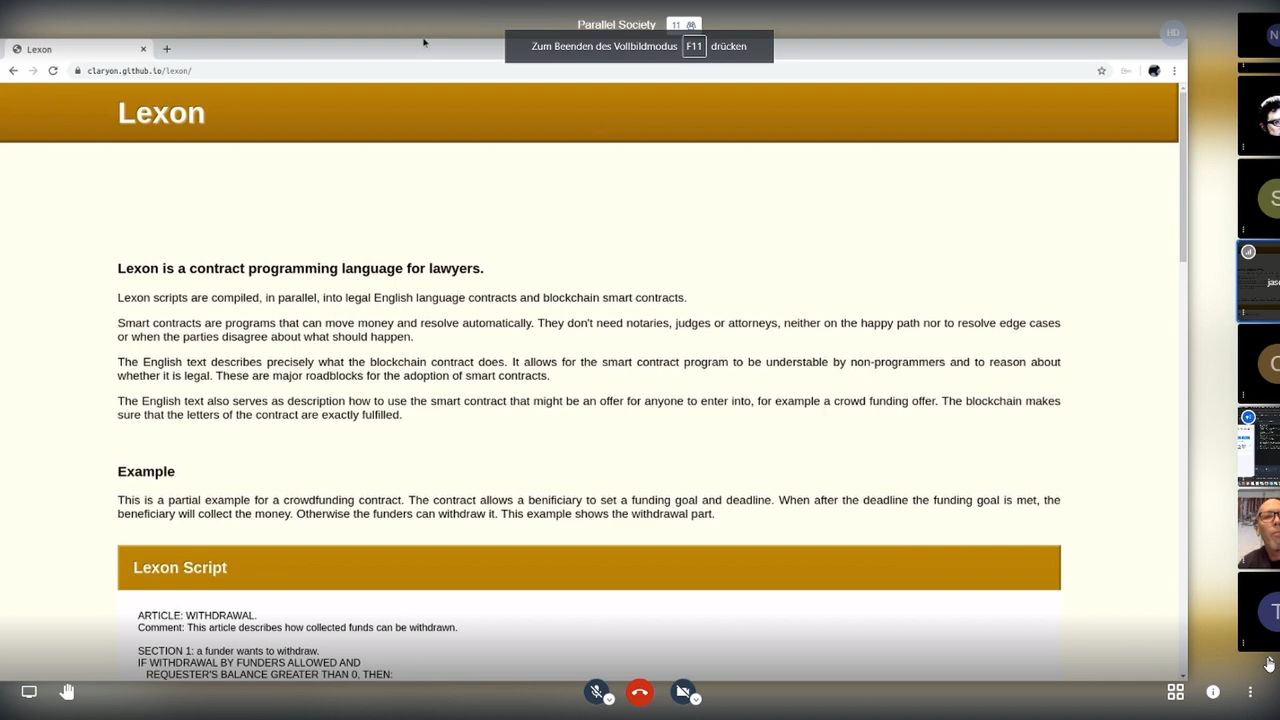 Parallel Society 11
Zum Beenden des Vollbildmodus F11 drücken
HD
N
Lexon
claryon.github.io/lexon/
Lexon
Lexon is a contract programming language for lawyers.
Lexon scripts are compiled, in parallel, into legal English language contracts and blockchain smart contracts.
Smart contracts are programs that can move money and resolve automatically. They don't need notaries, judges or attorneys, neither on the happy path nor to resolve edge cases
or when the parties disagree about what should happen.
The English text describes precisely what the blockchain contract does. It allows for the smart contract program to be understable by non-programmers and to reason about
whether it is legal. These are major roadblocks for the adoption of smart contracts.
The English text also serves as description how to use the smart contract that might be an offer for anyone to enter into, for example a crowd funding offer. The blockchain makes
sure that the letters of the contract are exactly fulfilled.
Example
This is a partial example for a crowdfunding contract. The contract allows a benificiary to set a funding goal and deadline. When after the deadline the funding goal is met, the
beneficiary will collect the money. Otherwise the funders can withdraw it. This example shows the withdrawal part.
Lexon Script
ARTICLE: WITHDRAWAL.
Comment: This article describes how collected funds can be withdrawn.
SECTION 1: a funder wants to withdraw.
IF WITHDRAWAL BY FUNDERS ALLOWED AND
REQUESTER'S BALANCE GREATER THAN 0, THEN:
S
C
T